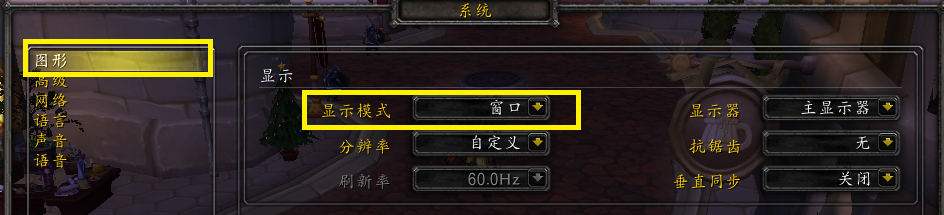 系统
图形
高级
网络
语言
声音
语音
显示
显示模式 窗口 显示器 主显示器
分辨率 自定义 抗锯齿 无
刷新率 60.0Hz 垂直同步 关闭